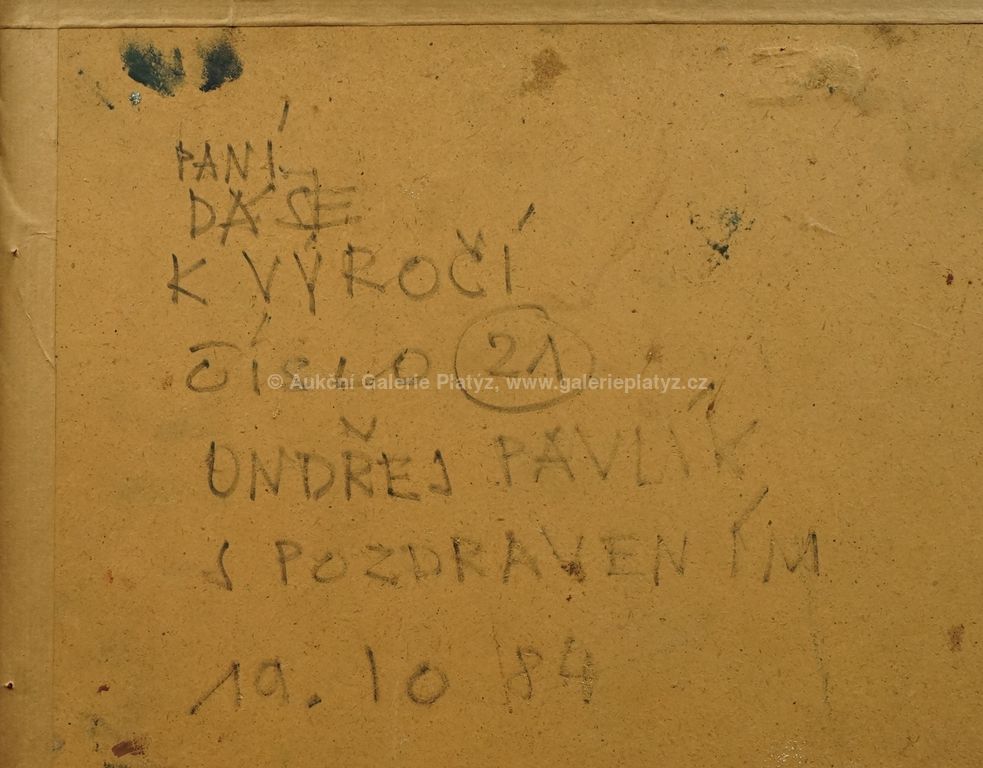 PANÍ
DÁŠE
K VÝROČÍ
ČÍSLO 21
© Aukční Galerie Platýz, www.galerieplatyz.cz
ONDŘEJ PAVLÍK
S POZDRAVENÍM
19. 10 84